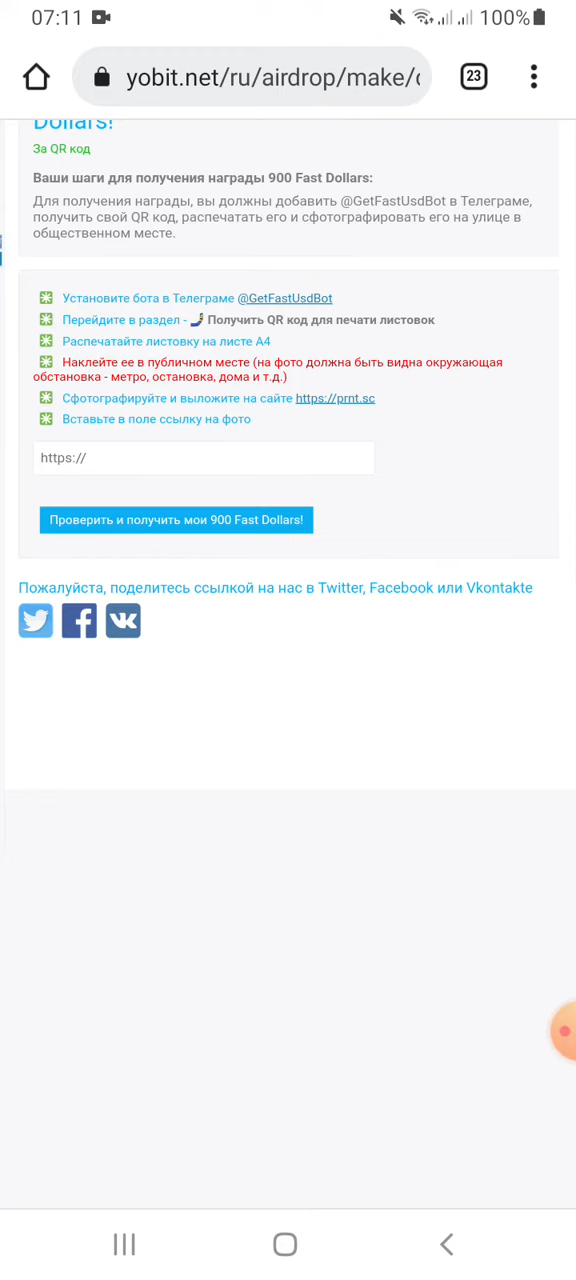 07:11 100%
yobit.net/ru/airdrop/make/
23
Dollars!
За QR код
Ваши шаги для получения награды 900 Fast Dollars:
Для получения награды, вы должны добавить @GetFastUsdBot в Телеграме,
получить свой QR код, распечатать его и сфотографировать его на улице в
общественном месте.
Установите бота в Телеграме @GetFastUsdBot
Перейдите в раздел - 🤳 Получить QR код для печати листовок
Распечатайте листовку на листе А4
Наклейте ее в публичном месте (на фото должна быть видна окружающая
обстановка - метро, остановка, дома и т.д.)
Сфотографируйте и выложите на сайте https://prnt.sc
Вставьте в поле ссылку на фото
https://
Проверить и получить мои 900 Fast Dollars!
Пожалуйста, поделитесь ссылкой на нас в Twitter, Facebook или Vkontakte